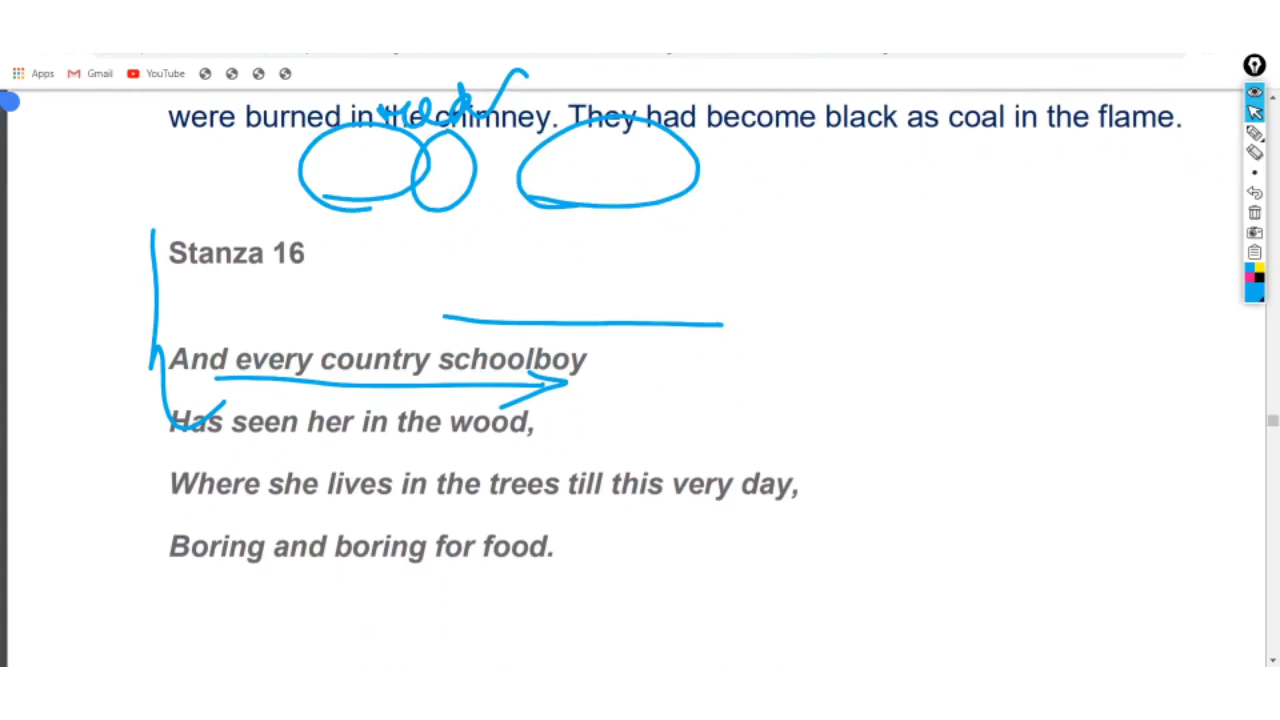 Apps Gmail YouTube
were burned in the chimney. They had become black as coal in the flame.
Stanza 16
And every country schoolboy
Has seen her in the wood,
Where she lives in the trees till this very day,
Boring and boring for food.